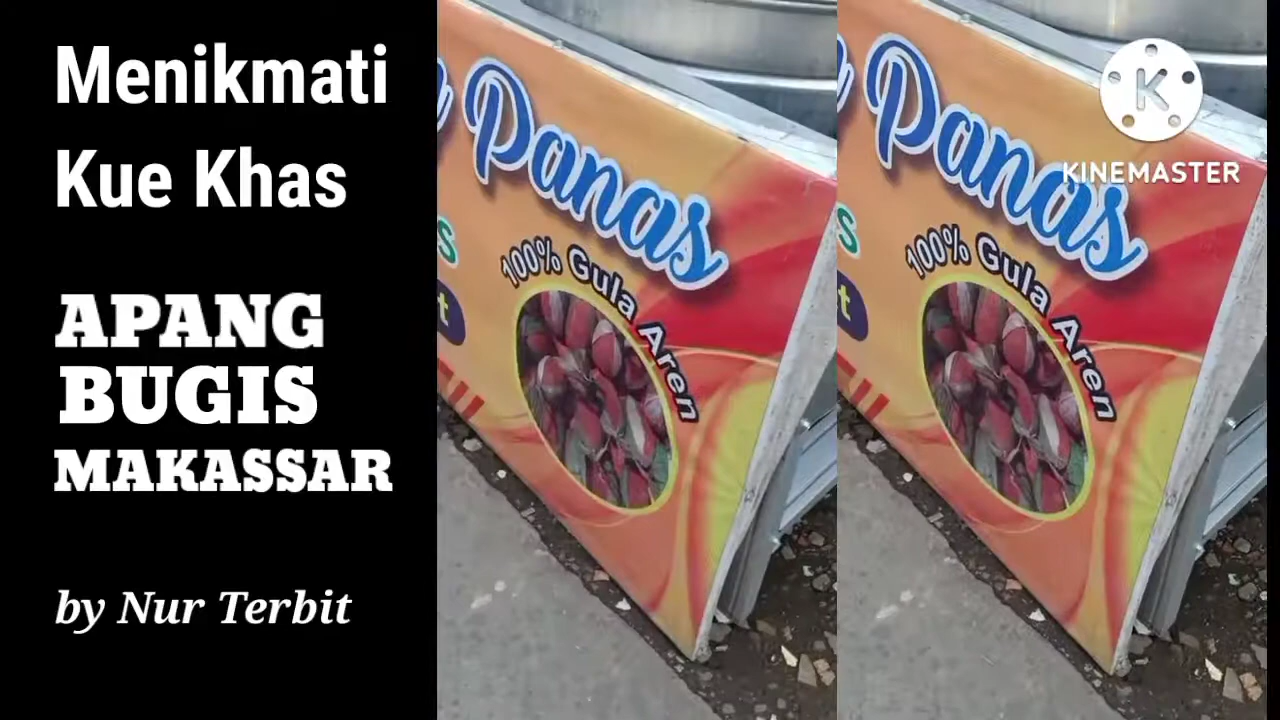 Menikmati
Kue Khas
APANG
BUGIS
MAKASSAR
by Nur Terbit
Panas
100% Gula Aren
Panas
100% Gula Aren
K
KINEMASTER